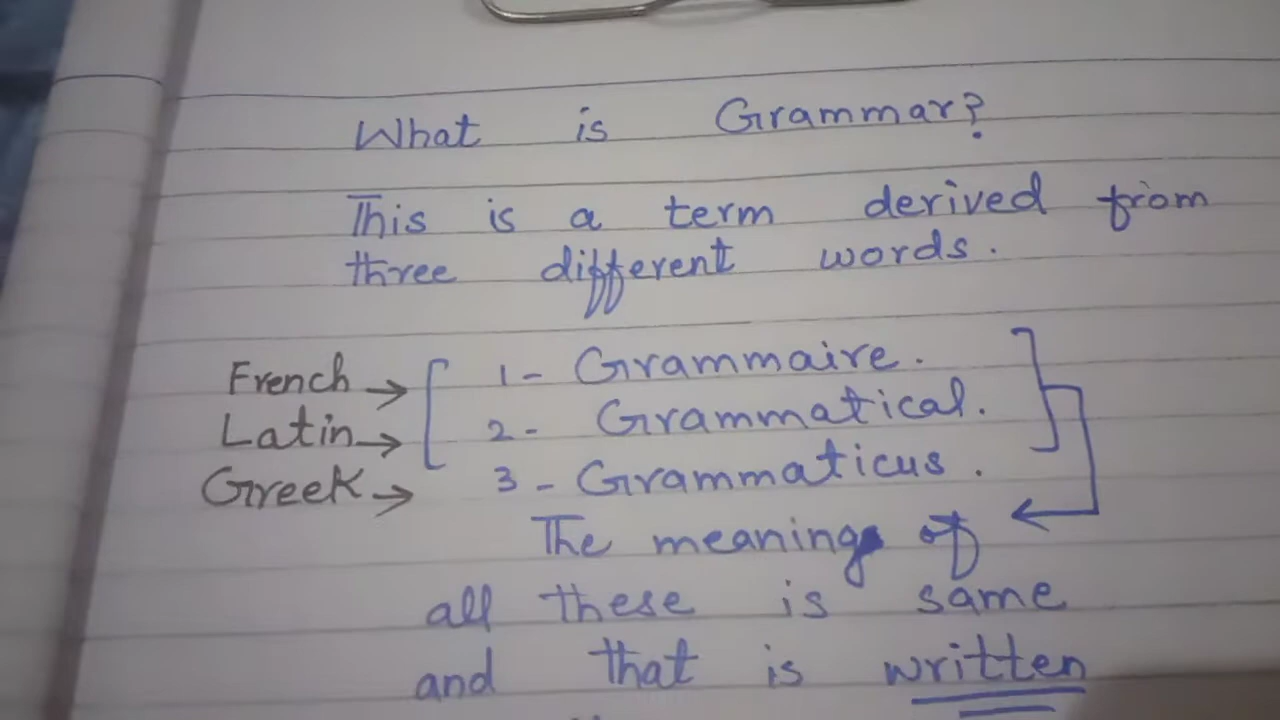 What is Grammar?
This is a term derived from
three different words.
French → 1- Grammaire.
Latin → 2- Grammatical.
Greek → 3- Grammaticus.
The meaning of
all these is same
and that is written